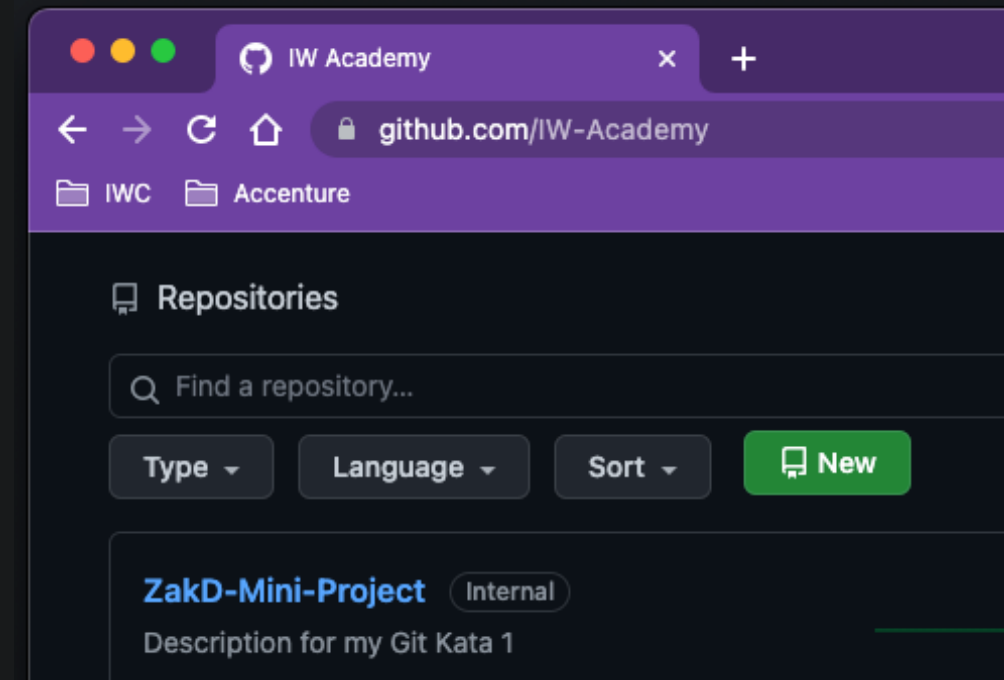 IW Academy
github.com/IW-Academy
IWC Accenture
Repositories
Find a repository...
Type Language Sort New
ZakD-Mini-Project Internal
Description for my Git Kata 1